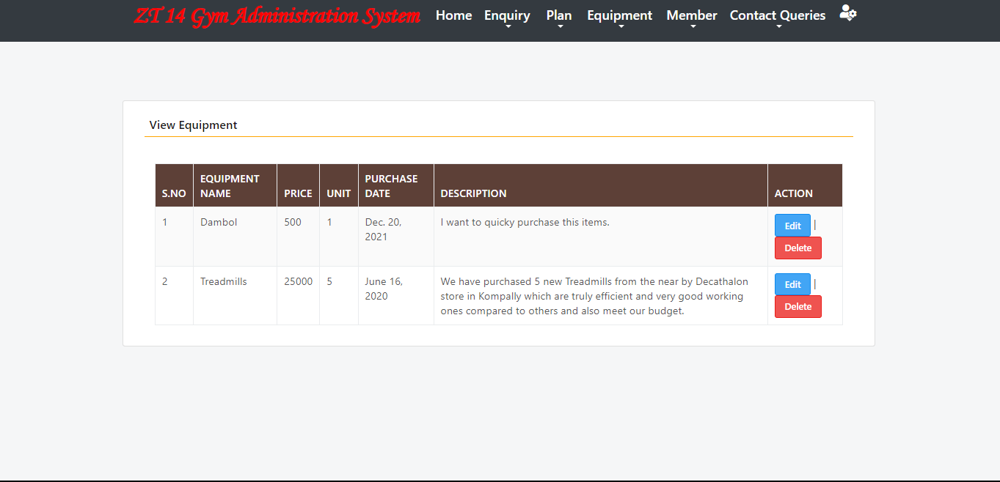 ZT 14 Gym Administration System Home Enquiry Plan Equipment Member Contact Queries
View Equipment
S.NO EQUIPMENT NAME PRICE UNIT PURCHASE DATE DESCRIPTION ACTION
1 Dambol 500 1 Dec. 20, 2021 I want to quicky purchase this items. Edit |
Delete
2 Treadmills 25000 5 June 16, 2020 We have purchased 5 new Treadmills from the near by Decathalon
store in Kompally which are truly efficient and very good working
ones compared to others and also meet our budget.
Edit |
Delete